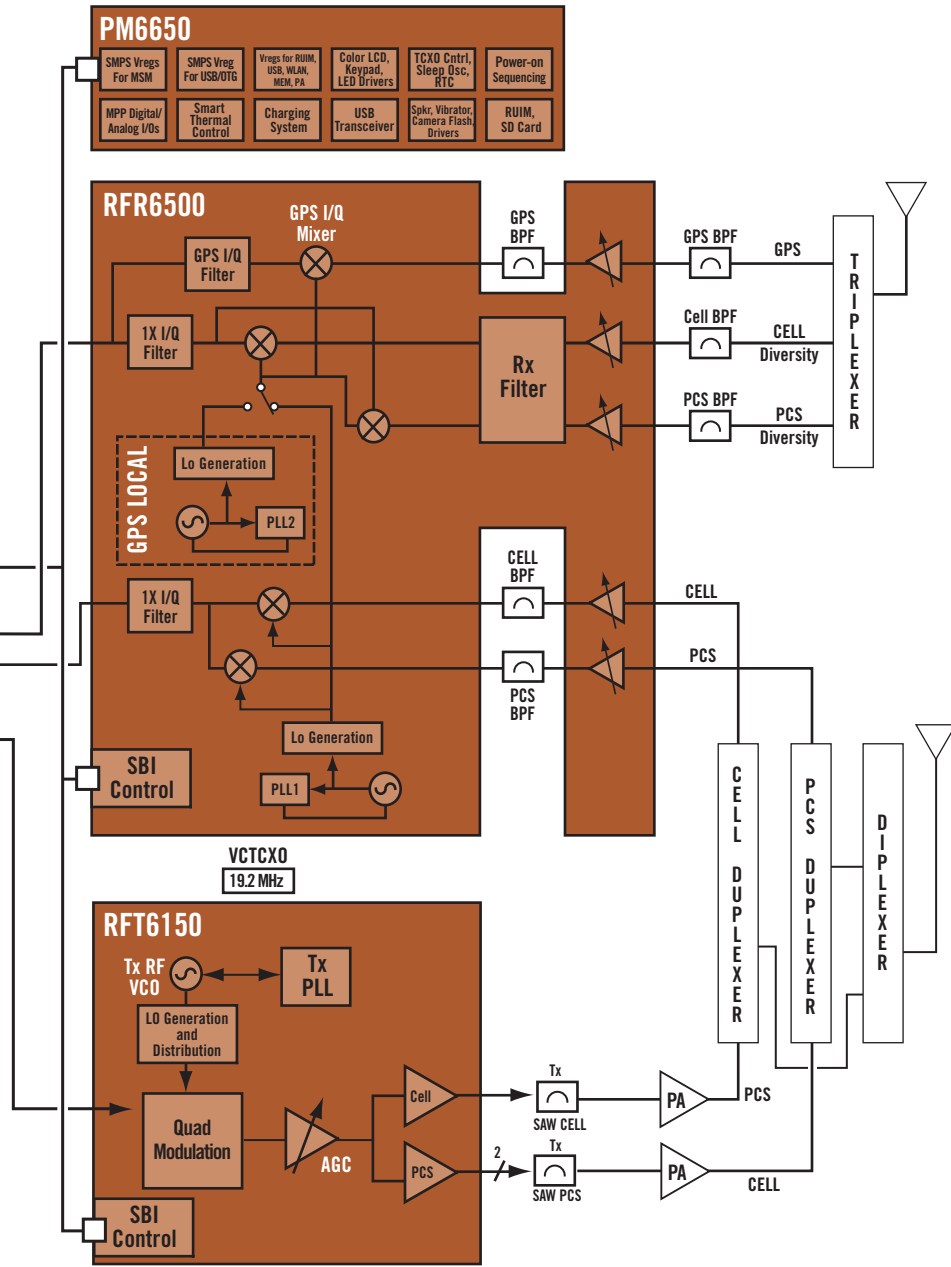 PM6650
SMPS Vregs
For MSM
SMPS Vreg
For USB/OTG
Vregs for RUIM,
USB, WLAN,
MEM, PA
Color LCD,
Keypad,
LED Drivers
TCXO Cntrl,
Sleep Osc,
RTC
Power-on
Sequencing
MPP Digital/
Analog I/Os
Smart
Thermal
Control
Charging
System
USB
Transceiver
Spkr, Vibrator,
Camera Flash,
Drivers
RUIM,
SD Card
RFR6500
GPS I/Q
Mixer
GPS I/Q
Filter
GPS
BPF
GPS BPF
GPS
TRIPLEXER
1X I/Q
Filter
Rx
Filter
Cell BPF
CELL
Diversity
PCS BPF
PCS
Diversity
GPS LOCAL
Lo Generation
PLL2
1X I/Q
Filter
CELL
BPF
CELL
PCS
PCS
BPF
Lo Generation
PLL1
SBI
Control
CELL DUPLEXER
PCS DUPLEXER
DIPLEXER
VCTCXO
19.2 MHz
RFT6150
Tx RF
VCO
Tx
PLL
LO Generation
and
Distribution
Quad
Modulation
AGC
Cell
PCS
2
Tx
SAW CELL
PA
PCS
Tx
SAW PCS
PA
CELL
SBI
Control